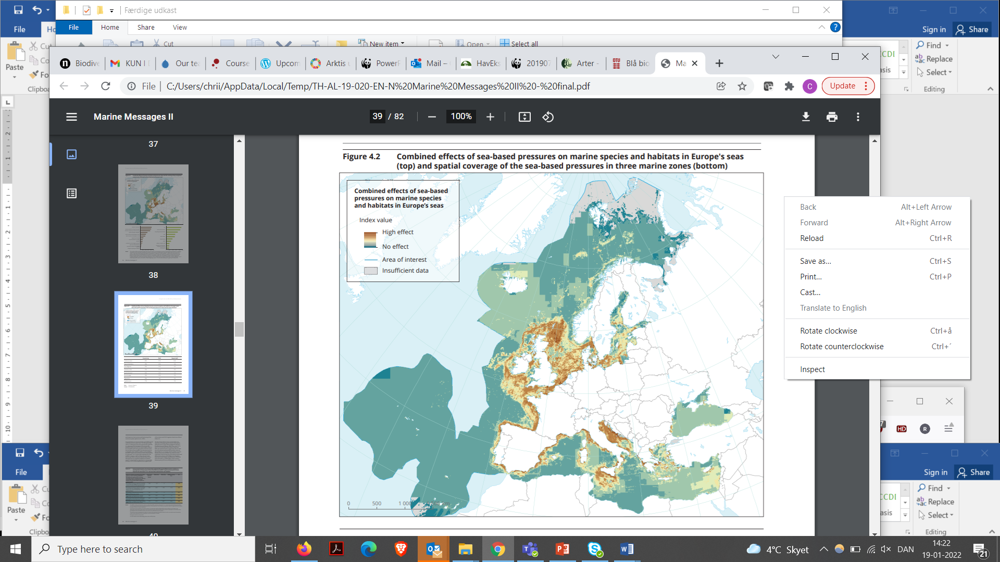 Færdige udkast
File
Home
Share
View
Sign in
Share
File
Cut
New item
Open
Select all
Find
Replace
Select
Editing
Paste
Clipboa
Biodive
KUN I
Our tea
Course
Upcom
Arktis
PowerP
Mail –
HavEks
201907
Arter -
Blå bio
Ma
File
C:/Users/chrii/AppData/Local/Temp/TH-AL-19-020-EN-N%20Marine%20Messages%20II%20-%20final.pdf
Update
Marine Messages II
39 / 82
100%
37
38
39
Figure 4.2 Combined effects of sea-based pressures on marine species and habitats in Europe's seas
(top) and spatial coverage of the sea-based pressures in three marine zones (bottom)
Combined effects of sea-based
pressures on marine species
and habitats in Europe's seas
Index value
High effect
No effect
Area of interest
Insufficient data
0 500
Back Alt+Left Arrow
Forward Alt+Right Arrow
Reload Ctrl+R
Save as... Ctrl+S
Print... Ctrl+P
Cast...
Translate to English
Rotate clockwise Ctrl+å
Rotate counterclockwise Ctrl+´
Inspect
HD
R
File
Paste
Clipbo
Sign in
Share
Find
Replace
Select
Editing
Type here to search
4°C Skyet
DAN
14:22
19-01-2022
21